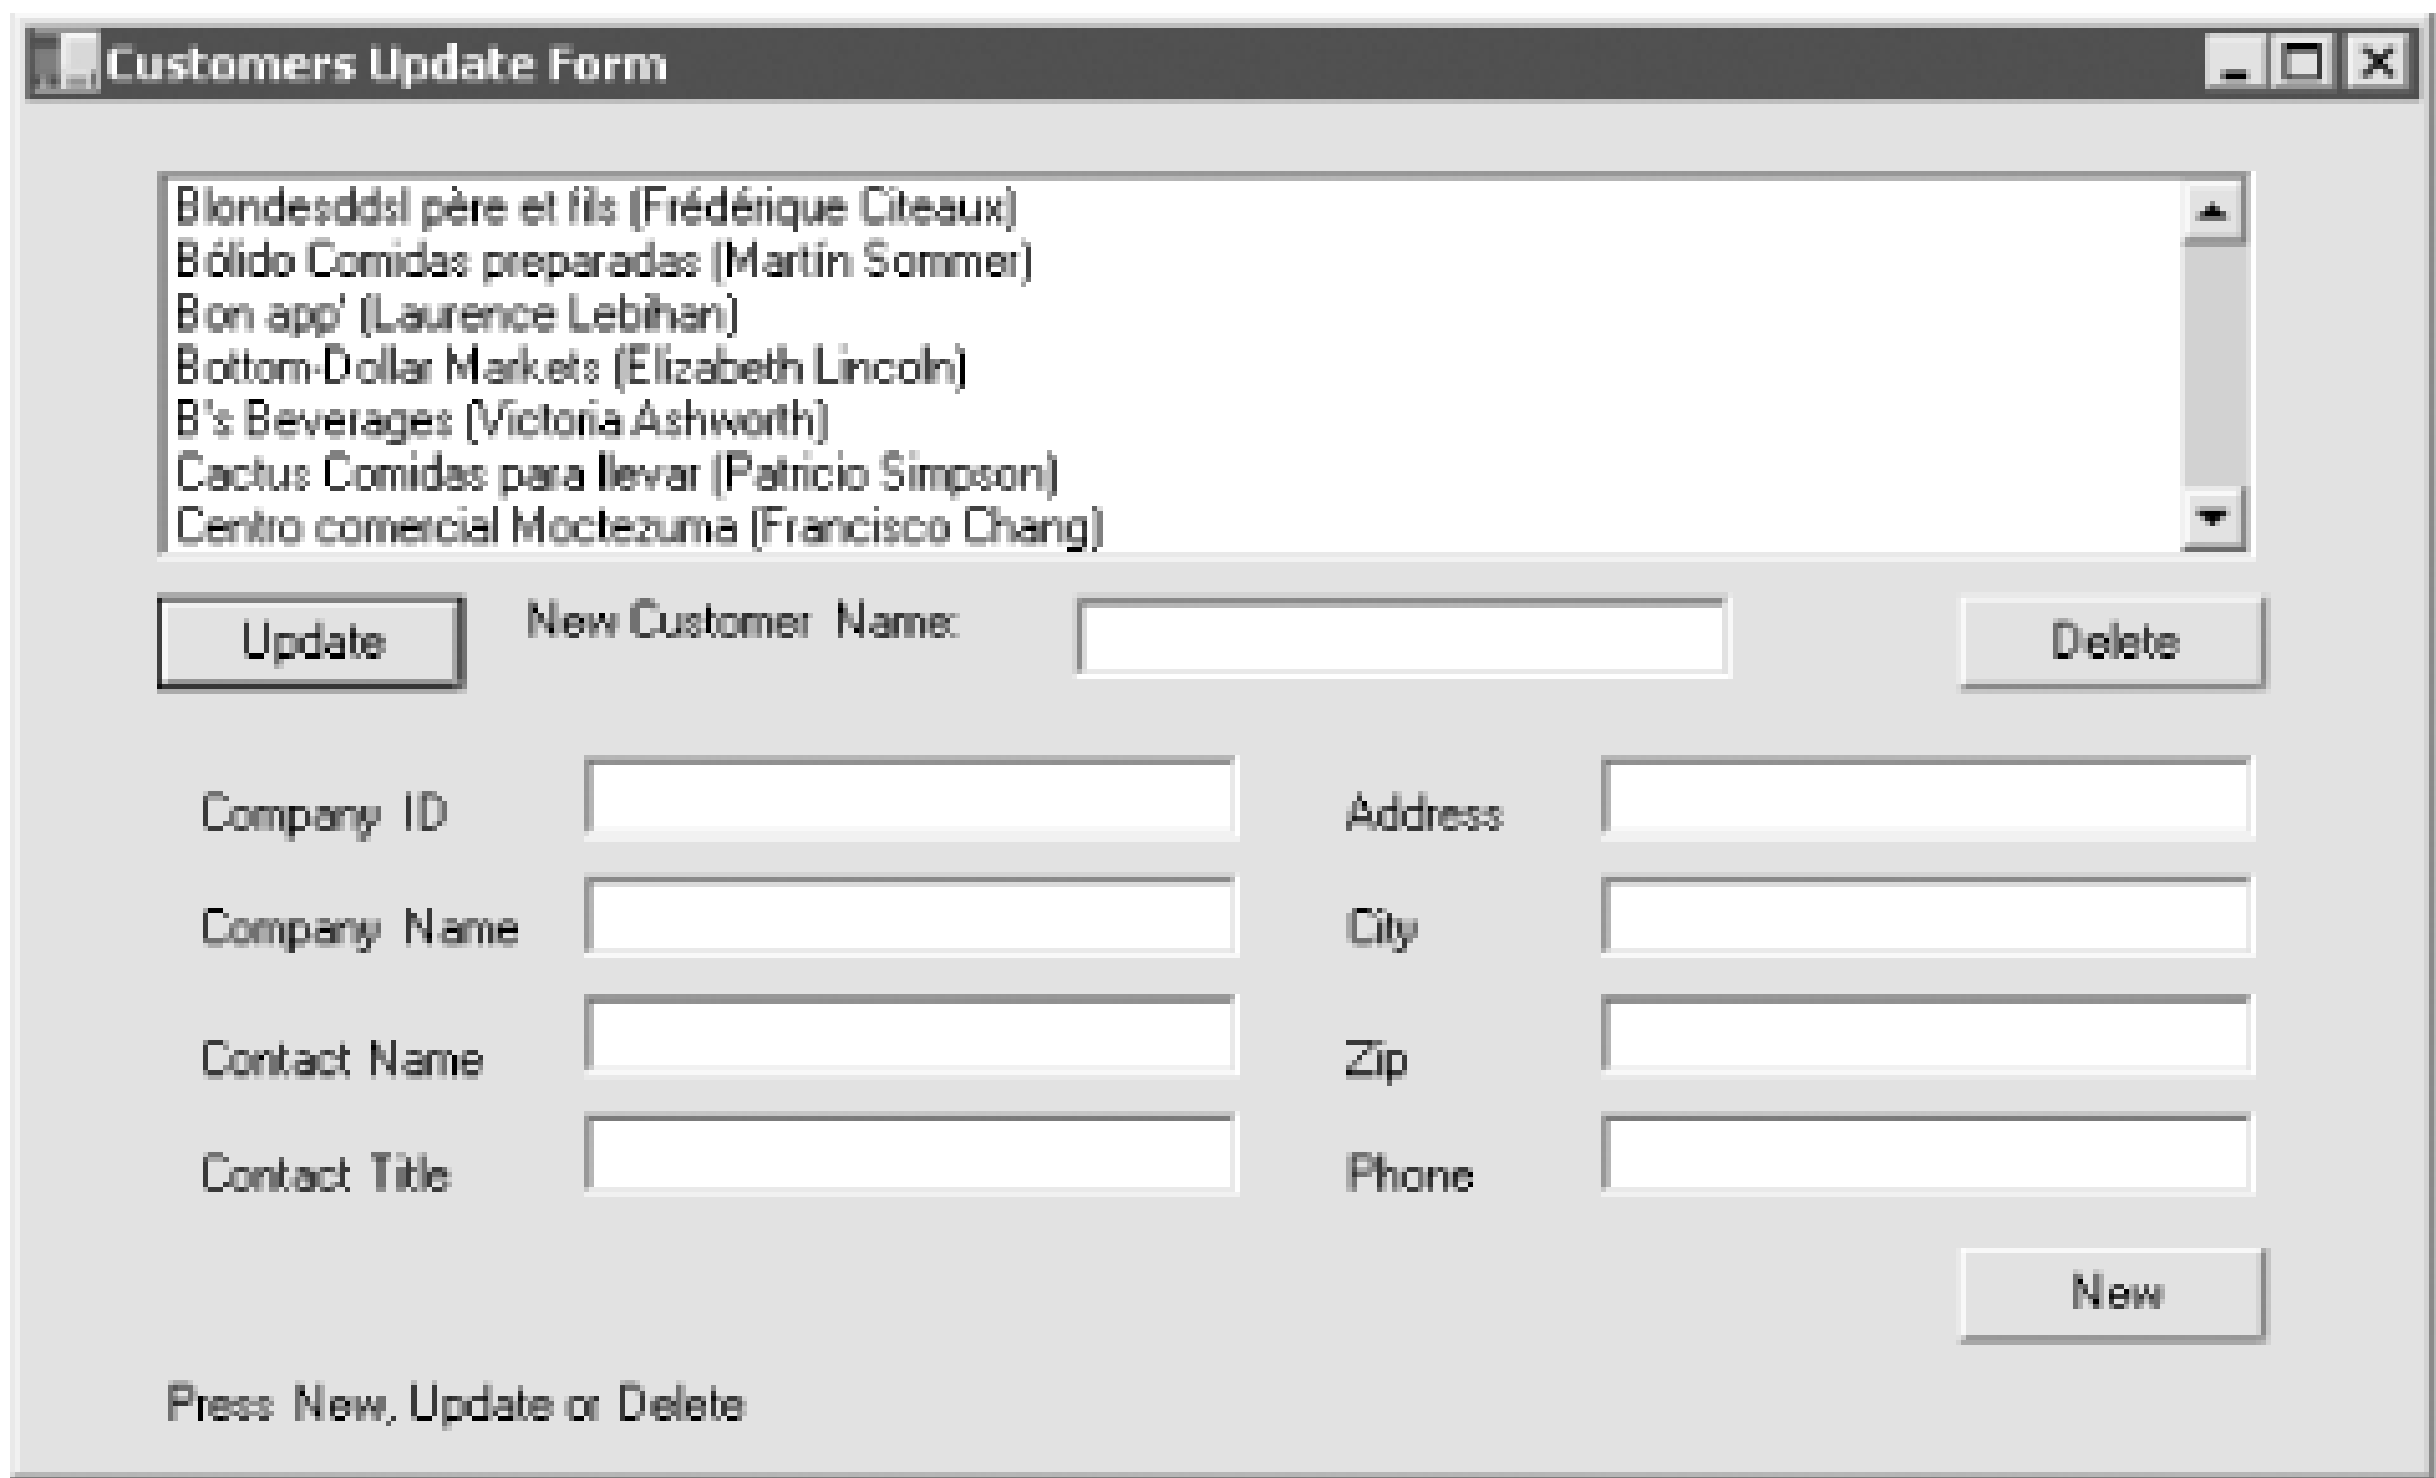 Customers Update Form
Blondesddsl père et fils (Frédérique Citeaux)
Bólido Comidas preparadas (Martín Sommer)
Bon app' (Laurence Lebihan)
Bottom-Dollar Markets (Elizabeth Lincoln)
B's Beverages (Victoria Ashworth)
Cactus Comidas para llevar (Patricio Simpson)
Centro comercial Moctezuma (Francisco Chang)
Update New Customer Name: Delete
Company ID Address
Company Name City
Contact Name Zip
Contact Title Phone
New
Press New, Update or Delete